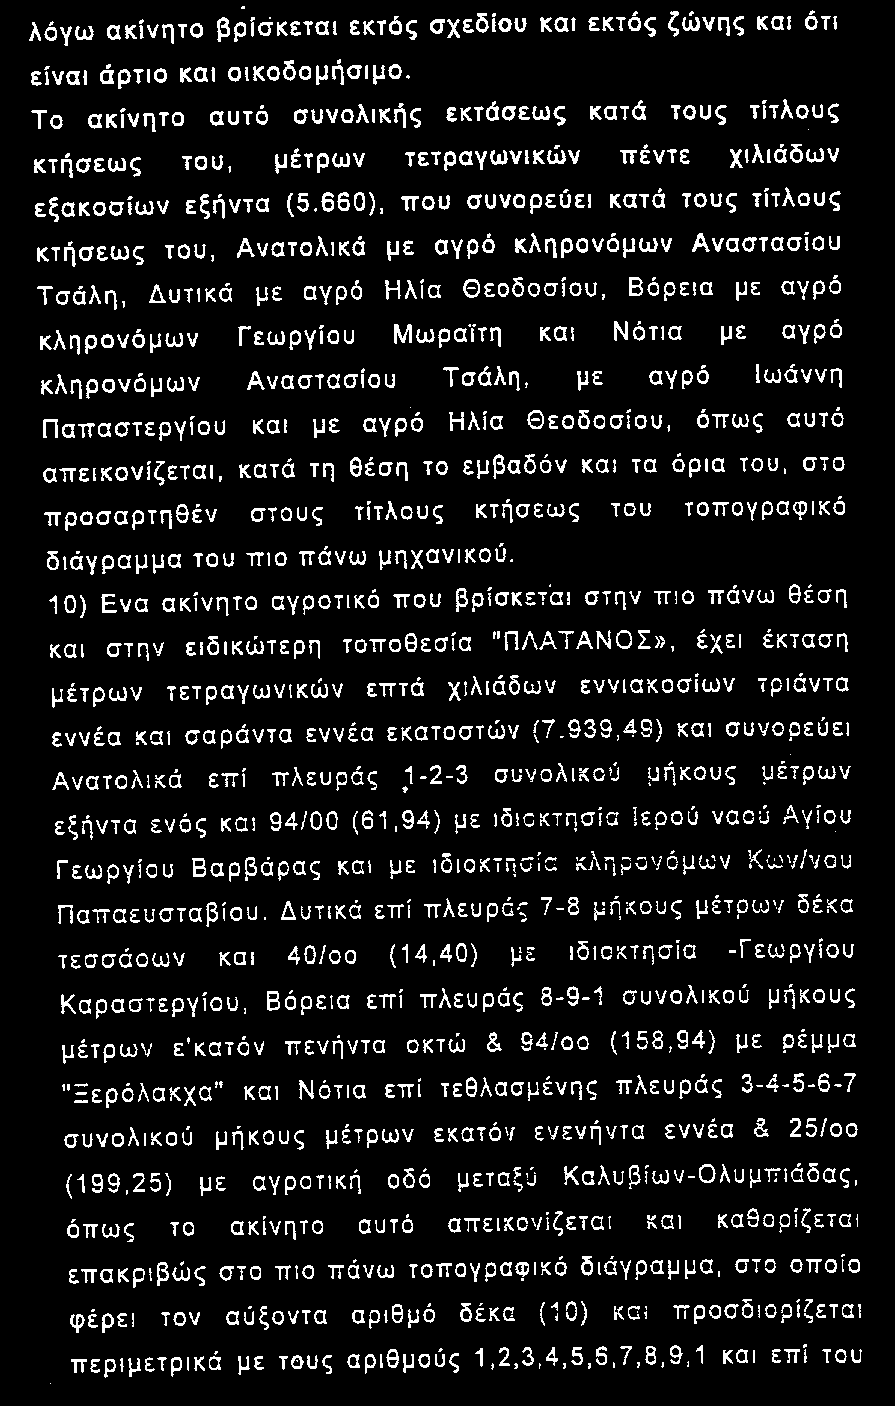 λόγω ακίνητο βρίσκεται εκτός σχεδίου και εκτός ζώνης και ότι
είναι άρτιο και οικοδομήσιμο.
Το ακίνητο αυτό συνολικής εκτάσεως κατά τους τίτλους
κτήσεως του, μέτρων τετραγωνικών πέντε χιλιάδων
εξακοσίων εξήντα (5.660), που συνορεύει κατά τους τίτλους
κτήσεως του, Ανατολικά με αγρό κληρονόμων Αναστασίου
Τσάλη, Δυτικά με αγρό Ηλία Θεοδοσίου, Βόρεια με αγρό
κληρονόμων Γεωργίου Μωραϊτη και Νότια με αγρό
κληρονόμων Αναστασίου Τσάλη, με αγρό Ιωάννη
Παπαστεργίου και με αγρό Ηλία Θεοδοσίου, όπως αυτό
απεικονίζεται, κατά τη θέση το εμβαδόν και τα όρια του, στο
προσαρτηθέν στους τίτλους κτήσεως του τοπογραφικό
διάγραμμα του πιο πάνω μηχανικού.
10) Ενα ακίνητο αγροτικό που βρίσκεται στην πιο πάνω θέση
και στην ειδικώτερη τοποθεσία "ΠΛΑΤΑΝΟΣ», έχει έκταση
μέτρων τετραγωνικών επτά χιλιάδων εννιακοσίων τριάντα
εννέα και σαράντα εννέα εκατοστών (7.939,49) και συνορεύει
Ανατολικά επί πλευράς 1-2-3 συνολικού μήκους μέτρων
εξήντα ενός και 94/00 (61,94) με ιδιοκτησία Ιερού ναού Αγίου
Γεωργίου Βαρβάρας και με ιδιοκτησία κληρονόμων Κων/νου
Παπαευσταβίου. Δυτικά επί πλευράς 7-8 μήκους μέτρων δέκα
τεσσάοων και 40/οο (14,40) με ιδιοκτησία -Γεωργίου
Καραστεργίου, Βόρεια επί πλευράς 8-9-1 συνολικού μήκους
μέτρων ε'κατόν πενήντα οκτώ & 94/οο (158,94) με ρέμμα
"Ξερόλακχα" και Νότια επί τεθλασμένης πλευράς 3-4-5-6-7
συνολικού μήκους μέτρων εκατόν ενενήντα εννέα & 25/οο
(199,25) με αγροτική οδό μεταξύ Καλυβίων-Ολυμπιάδας,
όπως το ακίνητο αυτό απεικονίζεται και καθορίζεται
επακριβώς στο πιο πάνω τοπογραφικό διάγραμμα, στο οποίο
φέρει τον αύξοντα αριθμό δέκα (10) και προσδιορίζεται
περιμετρικά με τους αριθμούς 1,2,3,4,5,6,7,8,9,1 και επί του